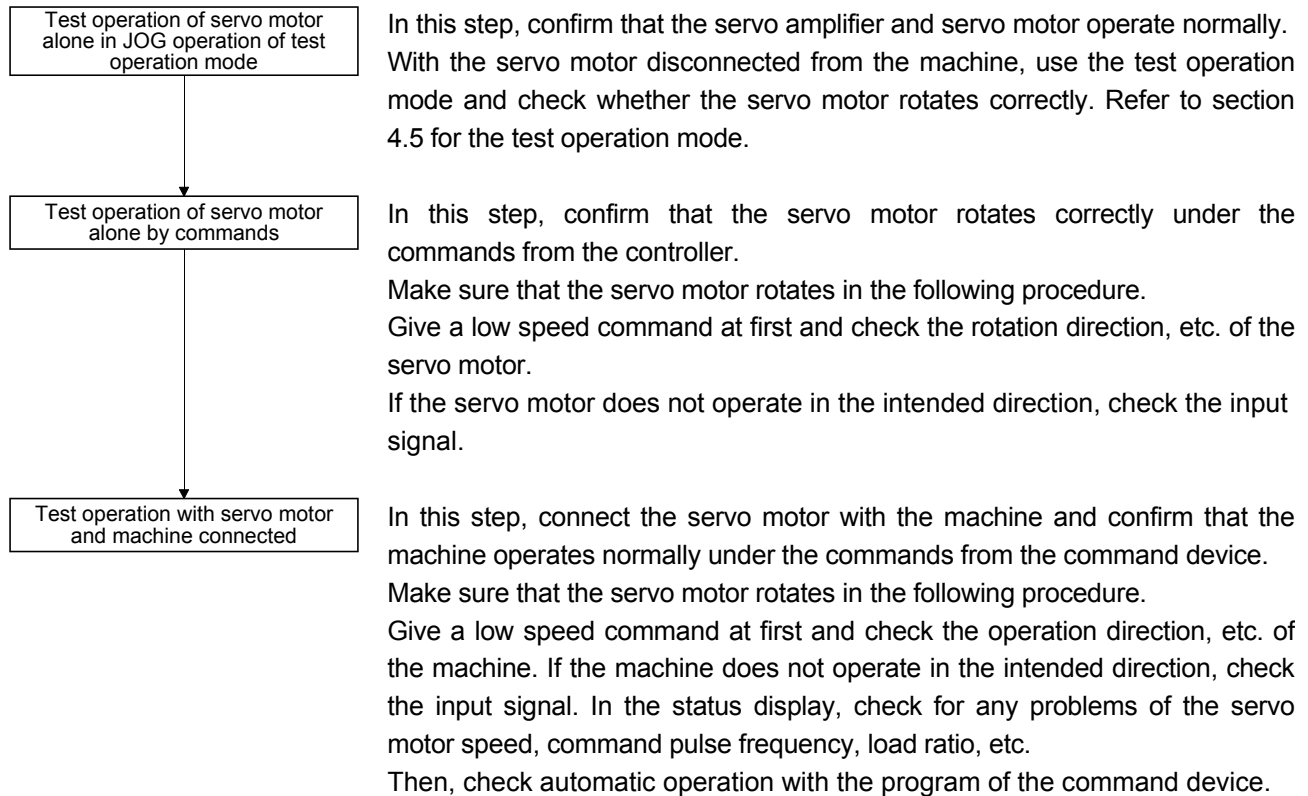 Test operation of servo motor
alone in JOG operation of test
operation mode
In this step, confirm that the servo amplifier and servo motor operate normally.
With the servo motor disconnected from the machine, use the test operation
mode and check whether the servo motor rotates correctly. Refer to section
4.5 for the test operation mode.
Test operation of servo motor
alone by commands
In this step, confirm that the servo motor rotates correctly under the
commands from the controller.
Make sure that the servo motor rotates in the following procedure.
Give a low speed command at first and check the rotation direction, etc. of the
servo motor.
If the servo motor does not operate in the intended direction, check the input
signal.
Test operation with servo motor
and machine connected
In this step, connect the servo motor with the machine and confirm that the
machine operates normally under the commands from the command device.
Make sure that the servo motor rotates in the following procedure.
Give a low speed command at first and check the operation direction, etc. of
the machine. If the machine does not operate in the intended direction, check
the input signal. In the status display, check for any problems of the servo
motor speed, command pulse frequency, load ratio, etc.
Then, check automatic operation with the program of the command device.